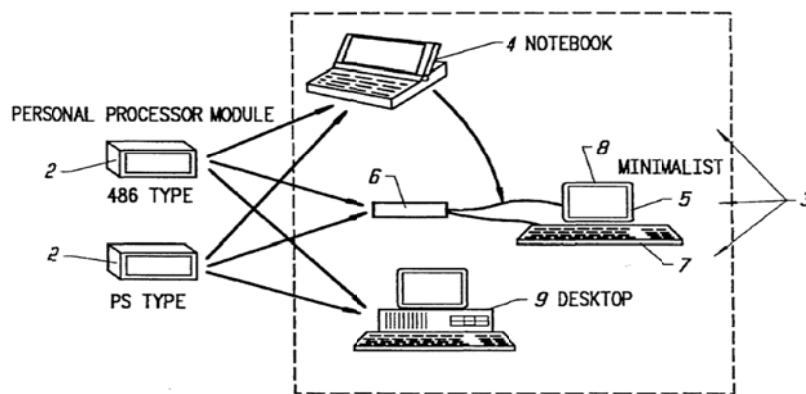 4 NOTEBOOK
PERSONAL PROCESSOR MODULE
2
486 TYPE
6
8
MINIMALIST
5
3
7
2
PS TYPE
9 DESKTOP